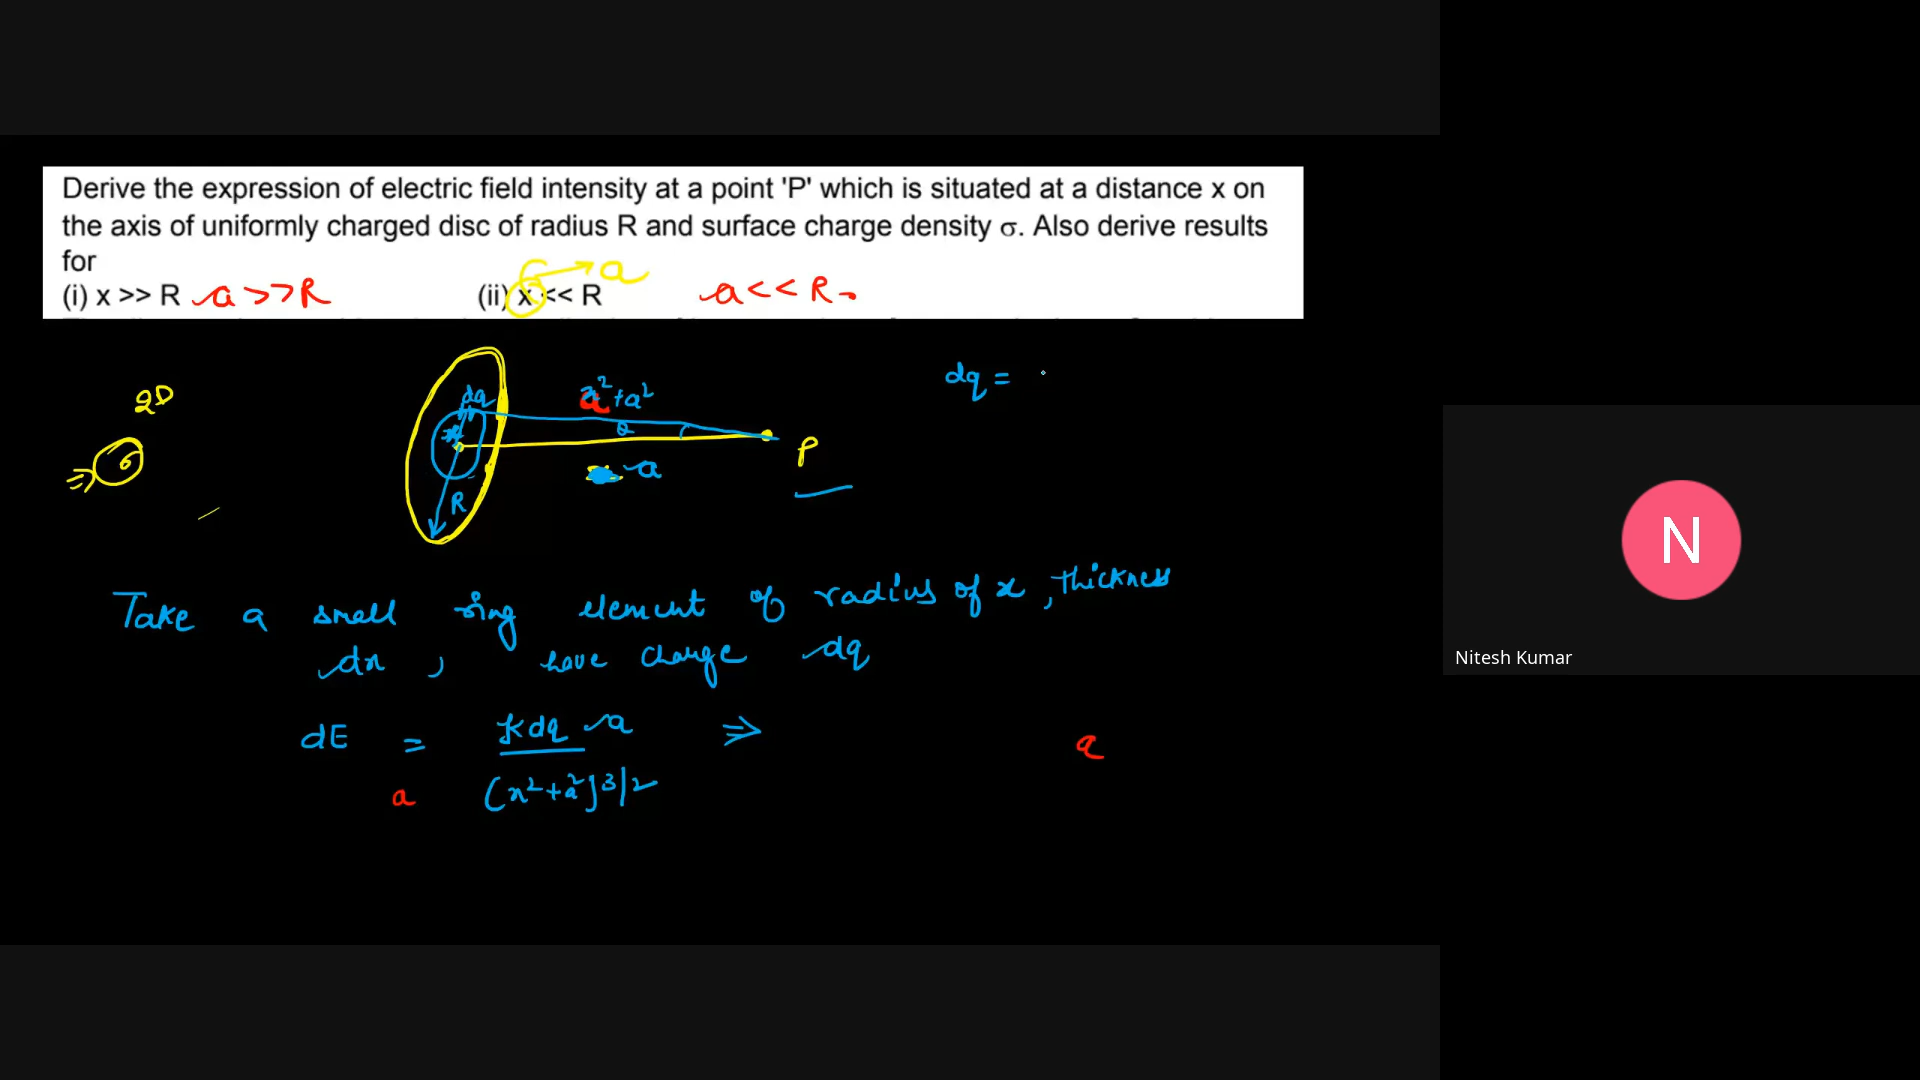 Derive the expression of electric field intensity at a point 'P' which is situated at a distance x on
the axis of uniformly charged disc of radius R and surface charge density σ. Also derive results
for
(i) x >> R a >> R (ii) x << R a a << R
2D
σ
dq
x² + a²
θ
x
a
R
P
dq =
Take a small ring element of radius of x, thickness
dx, have charge dq
dE = kdq a ⇒
(x² + a²]3/2
a
a
N
Nitesh Kumar